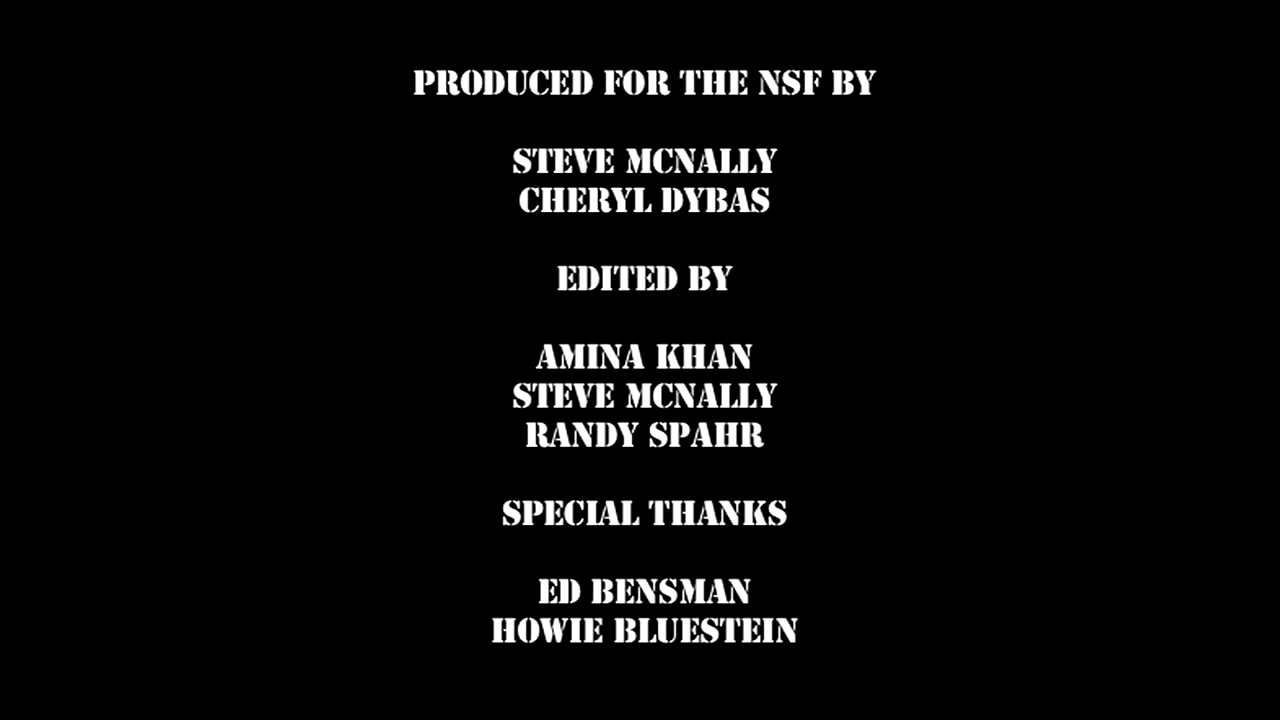 PRODUCED FOR THE NSF BY
STEVE MCNALLY
CHERYL DYBAS
EDITED BY
AMINA KHAN
STEVE MCNALLY
RANDY SPAHR
SPECIAL THANKS
ED BENSMAN
HOWIE BLUESTEIN